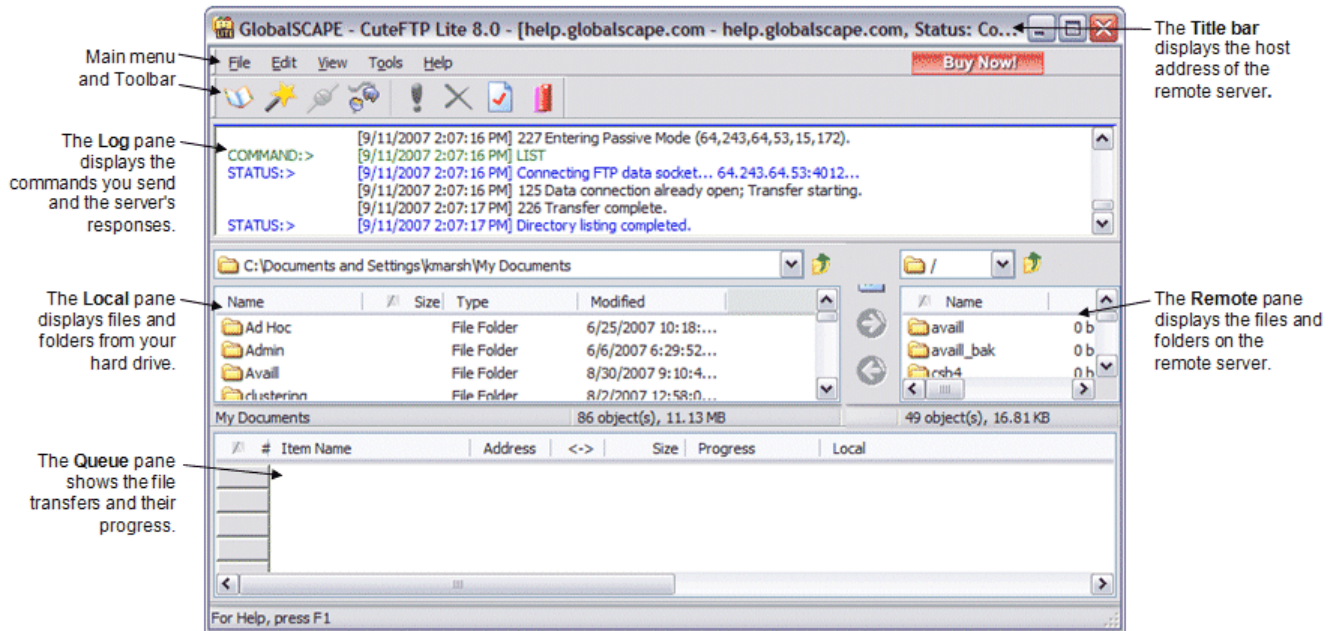 GlobalSCAPE - CuteFTP Lite 8.0 - [help.globalscape.com - help.globalscape.com, Status: Co...
The Title bar
displays the host
address of the
remote server.
Main menu
and Toolbar
File Edit View Tools Help
Buy Now!
The Log pane
displays the
commands you send
and the server's
responses.
[9/11/2007 2:07:16 PM] 227 Entering Passive Mode (64,243,64,53,15,172).
COMMAND:> [9/11/2007 2:07:16 PM] LIST
STATUS:> [9/11/2007 2:07:16 PM] Connecting FTP data socket... 64.243.64.53:4012...
[9/11/2007 2:07:16 PM] 125 Data connection already open; Transfer starting.
[9/11/2007 2:07:17 PM] 226 Transfer complete.
STATUS:> [9/11/2007 2:07:17 PM] Directory listing completed.
C:\Documents and Settings\kmarsh\My Documents
/
The Local pane
displays files and
folders from your
hard drive.
Name Size Type Modified
Ad Hoc File Folder 6/25/2007 10:18:...
Admin File Folder 6/6/2007 6:29:52...
Availl File Folder 8/30/2007 9:10:4...
clustering File Folder 8/2/2007 12:58:0...
My Documents 86 object(s), 11.13 MB
Name
availl 0 b
availl_bak 0 b
csb4 0 b
49 object(s), 16.81 KB
The Remote pane
displays the files and
folders on the
remote server.
The Queue pane
shows the file
transfers and their
progress.
# Item Name Address <-> Size Progress Local
For Help, press F1